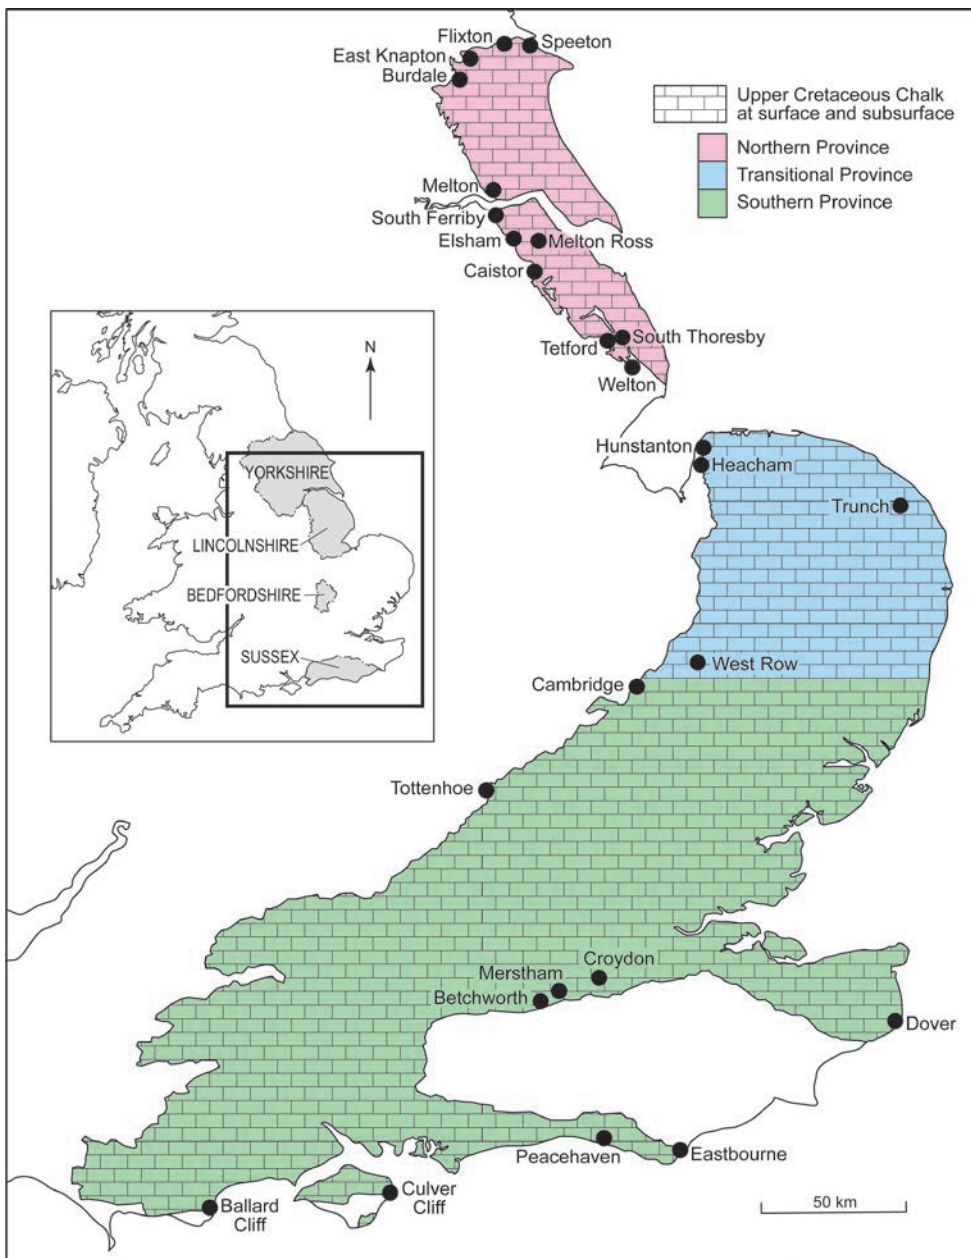 Flixton
Speeton
East Knapton
Burdale
Upper Cretaceous Chalk
at surface and subsurface
Northern Province
Transitional Province
Southern Province
Melton
South Ferriby
Elsham
Melton Ross
Caistor
South Thoresby
Tetford
Welton
N
Hunstanton
Heacham
YORKSHIRE
Trunch
LINCOLNSHIRE
BEDFORDSHIRE
SUSSEX
West Row
Cambridge
Tottenhoe
Croydon
Merstham
Betchworth
Dover
Peacehaven
Eastbourne
Culver
Cliff
Ballard
Cliff
50 km